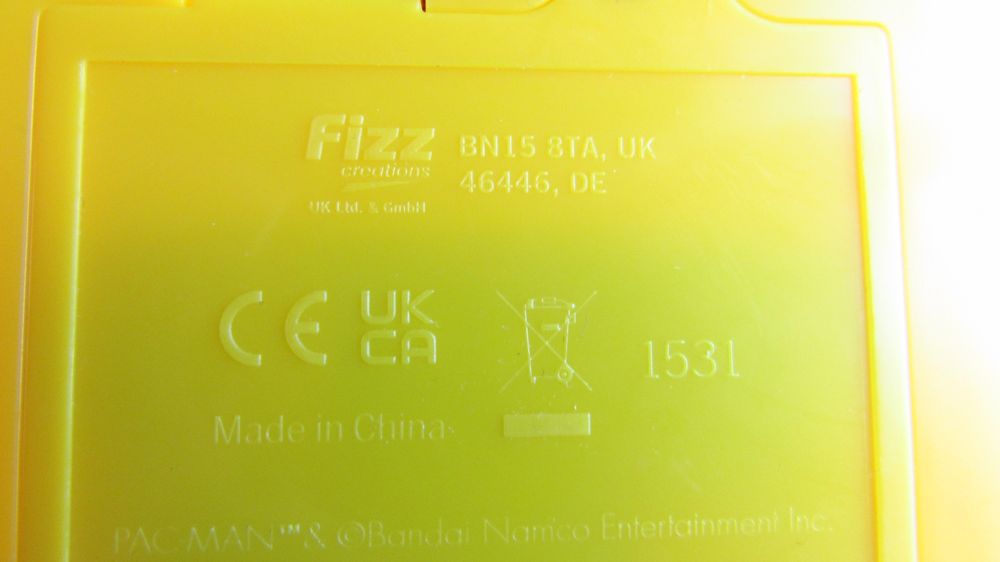 Fizz creations
UK Ltd. & GmbH
BN15 8TA, UK
46446, DE
CE UK CA
1531
Made in China
PAC-MAN™ & ©Bandai Namco Entertainment Inc.